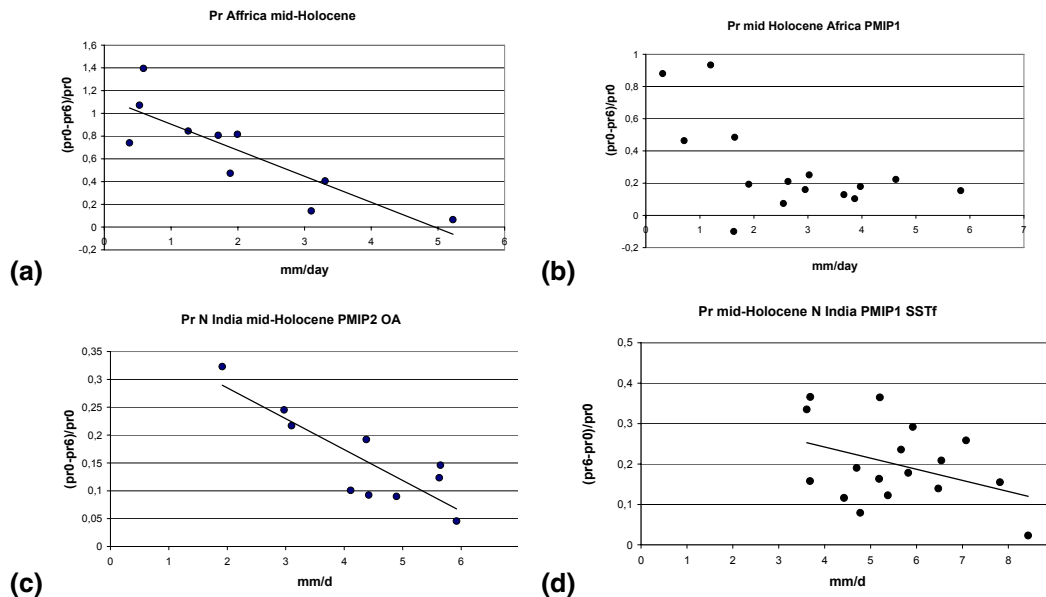 Pr Affrica mid-Holocene
1,6
1,4
1,2
1
0,8
0,6
0,4
0,2
0
-0,2
0 1 2 3 4 5 6
(pr0-pr6)/pr0
mm/day
(a)
Pr mid Holocene Africa PMIP1
1
0,8
0,6
0,4
0,2
0
-0,2
0 1 2 3 4 5 6 7
(pr0-pr6)/pr0
mm/day
(b)
Pr N India mid-Holocene PMIP2 OA
0,35
0,3
0,25
0,2
0,15
0,1
0,05
0
0 1 2 3 4 5 6
(pr0-pr6)/pr0
mm/d
(c)
Pr mid-Holocene N India PMIP1 SSTf
0,5
0,4
0,3
0,2
0,1
0
0 1 2 3 4 5 6 7 8
(pr6-pr0)/pr0
mm/d
(d)